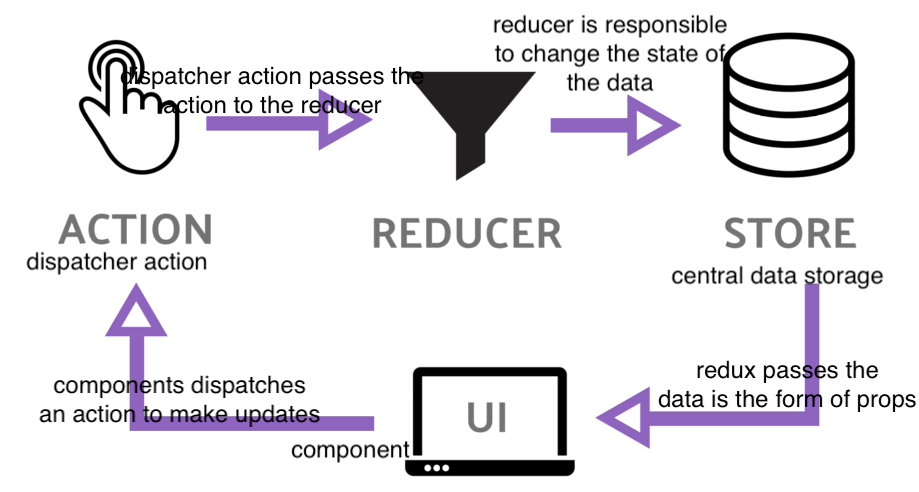 reducer is responsible
to change the state of
the data
dispatcher action passes the
action to the reducer
ACTION
dispatcher action
REDUCER
STORE
central data storage
redux passes the
data is the form of props
components dispatches
an action to make updates
UI
component